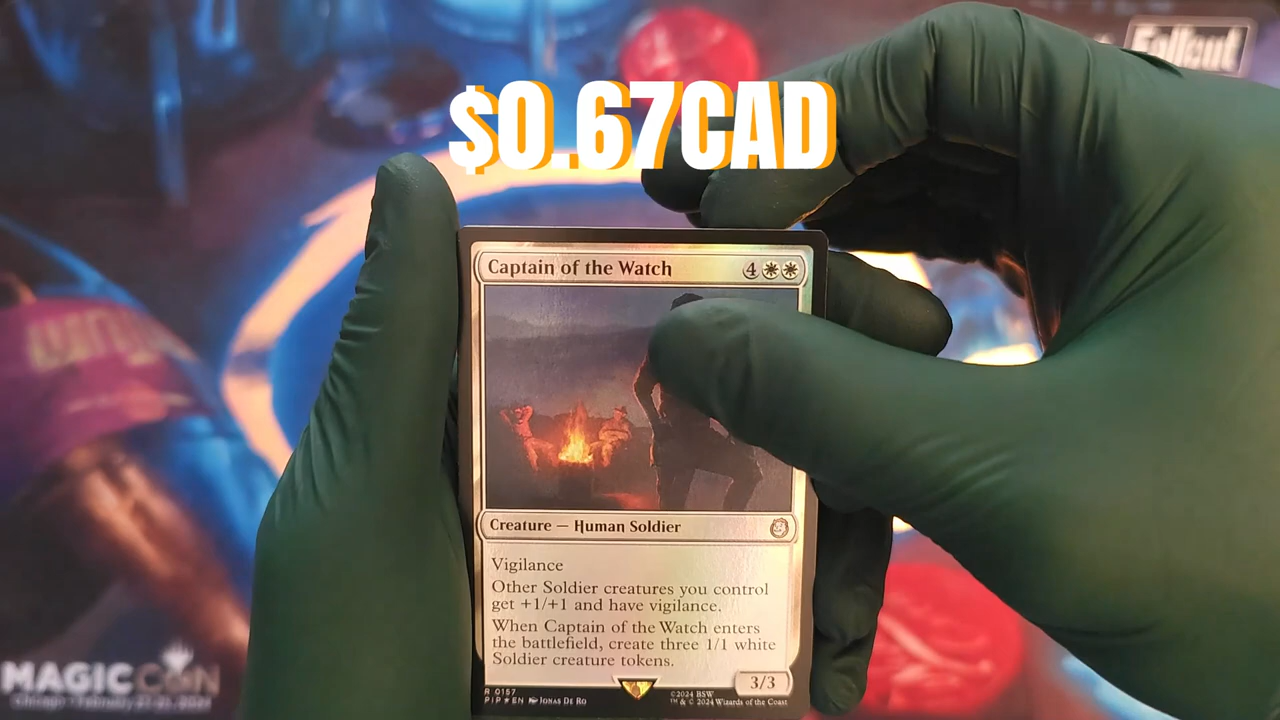 Fallout
$0.67CAD
Captain of the Watch 4
Creature — Human Soldier
Vigilance
Other Soldier creatures you control
get +1/+1 and have vigilance.
When Captain of the Watch enters
the battlefield, create three 1/1 white
Soldier creature tokens.
3/3
R 0157
PIP ★ EN Jonas De Ro
©2024 BSW
™ & © 2024 Wizards of the Coast
MAGICCON